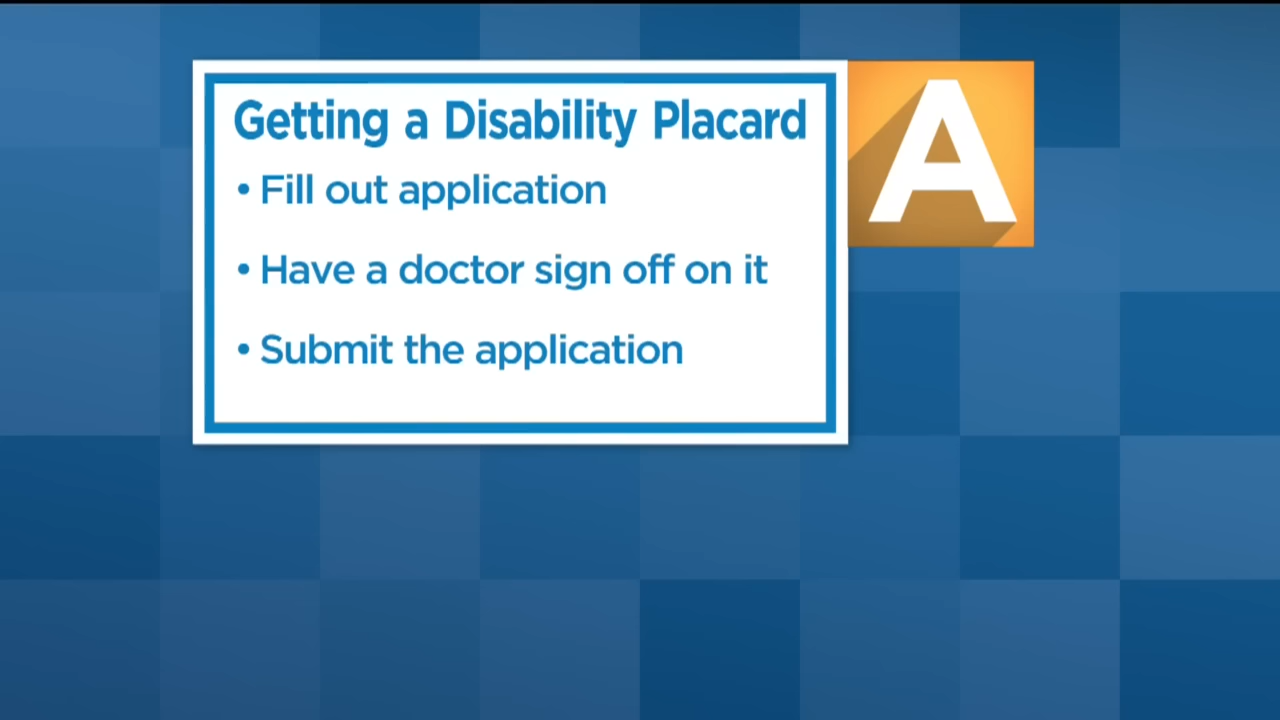 Getting a Disability Placard
• Fill out application
• Have a doctor sign off on it
• Submit the application
A